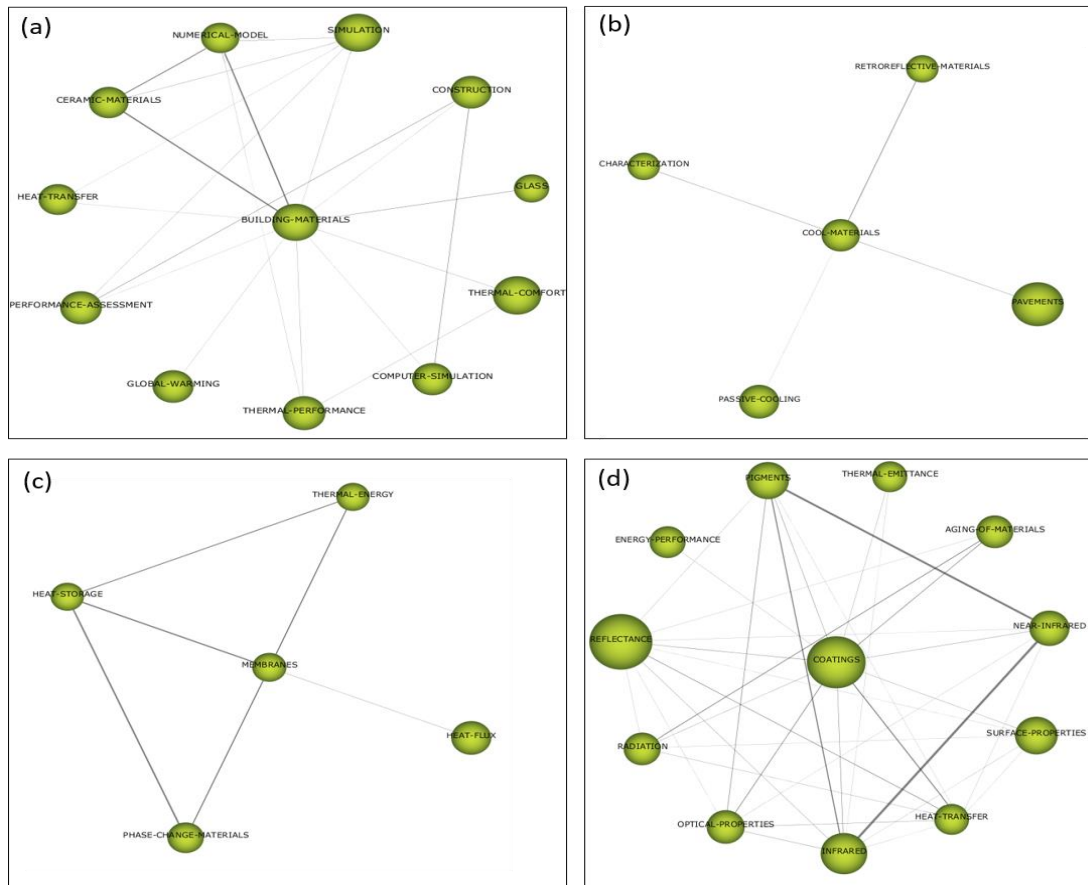 (a)
NUMERICAL-MODEL
SIMULATION
CERAMIC-MATERIALS
CONSTRUCTION
HEAT-TRANSFER
GLASS
BUILDING-MATERIALS
PERFORMANCE-ASSESSMENT
THERMAL-COMFORT
GLOBAL-WARMING
COMPUTER-SIMULATION
THERMAL-PERFORMANCE
(b)
RETROREFLECTIVE-MATERIALS
CHARACTERIZATION
COOL-MATERIALS
PAVEMENTS
PASSIVE-COOLING
(c)
THERMAL-ENERGY
HEAT-STORAGE
MEMBRANES
HEAT-FLUX
PHASE-CHANGE-MATERIALS
(d)
PIGMENTS
THERMAL-EMITTANCE
ENERGY-PERFORMANCE
AGING-OF-MATERIALS
REFLECTANCE
NEAR-INFRARED
COATINGS
RADIATION
SURFACE-PROPERTIES
OPTICAL-PROPERTIES
HEAT-TRANSFER
INFRARED